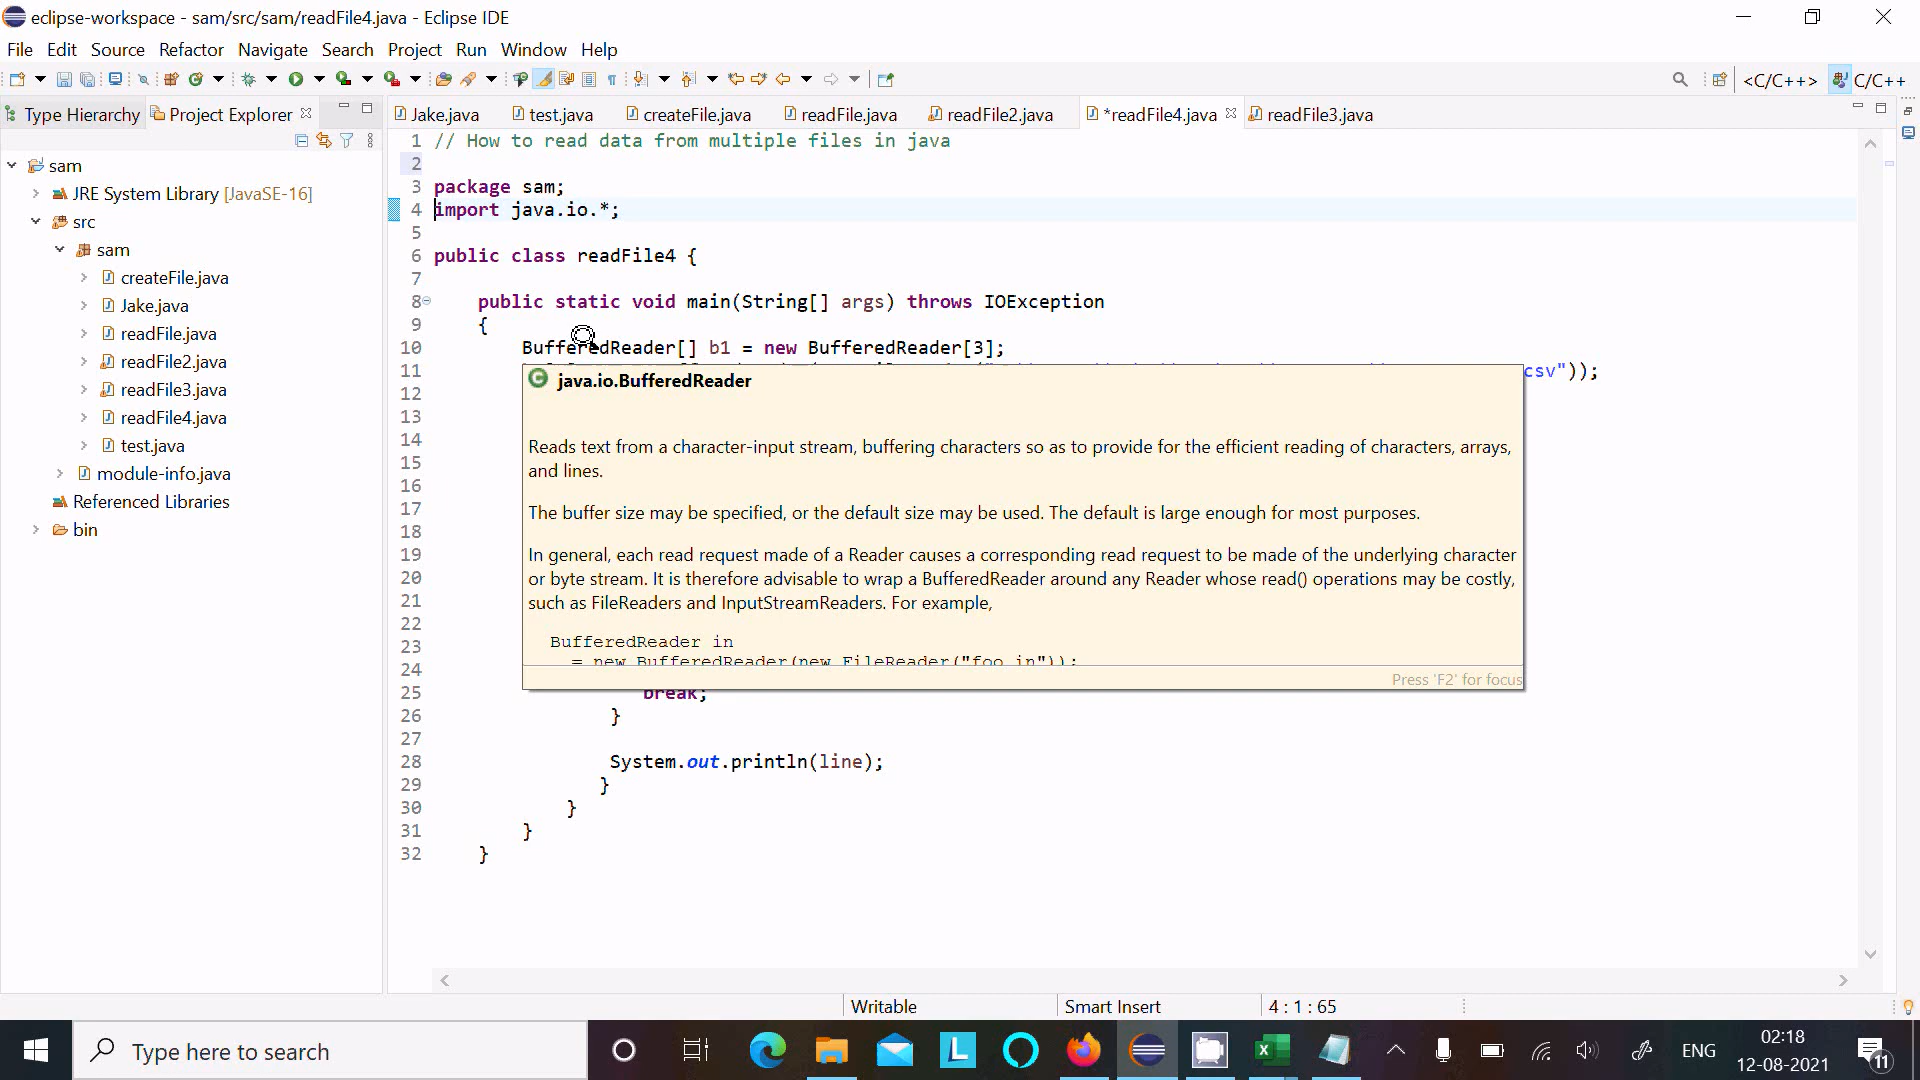 eclipse-workspace - sam/src/sam/readFile4.java - Eclipse IDE
File Edit Source Refactor Navigate Search Project Run Window Help
<C/C++> C/C++
Type Hierarchy Project Explorer
Jake.java test.java createFile.java readFile.java readFile2.java *readFile4.java readFile3.java
sam
JRE System Library [JavaSE-16]
src
sam
createFile.java
Jake.java
readFile.java
readFile2.java
readFile3.java
readFile4.java
test.java
module-info.java
Referenced Libraries
bin
1 // How to read data from multiple files in java
2
3 package sam;
4 import java.io.*;
5
6 public class readFile4 {
7
8 public static void main(String[] args) throws IOException
9 {
10 BufferedReader[] b1 = new BufferedReader[3];
11 csv"));
12
13
14
15
16
17
18
19
20
21
22
23
24
25 break;
26 }
27
28 System.out.println(line);
29 }
30 }
31 }
32 }
java.io.BufferedReader
Reads text from a character-input stream, buffering characters so as to provide for the efficient reading of characters, arrays,
and lines.
The buffer size may be specified, or the default size may be used. The default is large enough for most purposes.
In general, each read request made of a Reader causes a corresponding read request to be made of the underlying character
or byte stream. It is therefore advisable to wrap a BufferedReader around any Reader whose read() operations may be costly,
such as FileReaders and InputStreamReaders. For example,
BufferedReader in
= new BufferedReader(new FileReader("foo.in"));
Press 'F2' for focus
Writable Smart Insert 4 : 1 : 65
Type here to search
ENG
02:18
12-08-2021
11